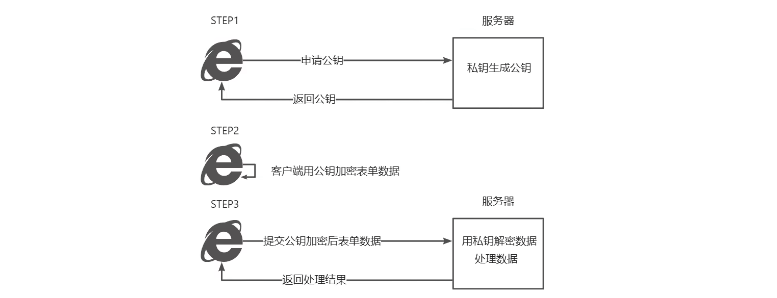 STEP1
服务器
申请公钥
私钥生成公钥
返回公钥
STEP2
客户端用公钥加密表单数据
STEP3
服务器
提交公钥加密后表单数据
用私钥解密数据
处理数据
返回处理结果